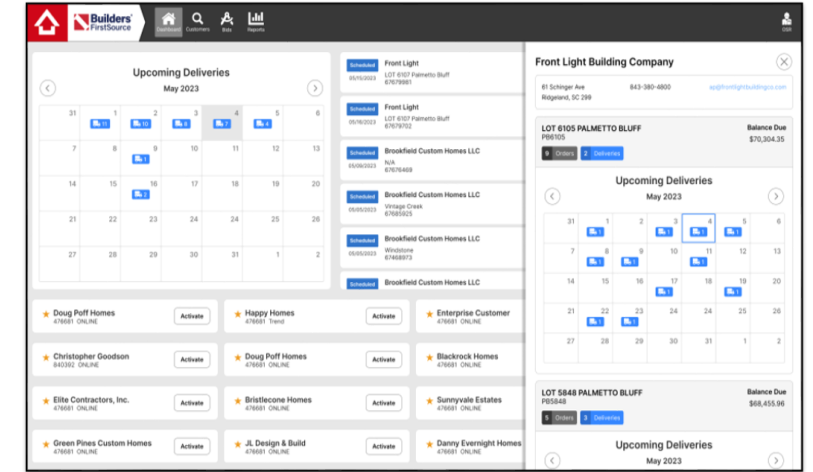 Builders'
FirstSource
Dashboard
Customers
Bids
Reports
Upcoming Deliveries
May 2023
31 1 2 3 4 5 6
11 10 8 7 4
7 8 9 10 11 12 13
1
14 15 16 17 18 19 20
2
21 22 23 24 24 25 26
27 28 29 30 31 1 2
Scheduled Front Light
05/15/2023 LOT 6107 Palmetto Bluff
67679981
Scheduled Front Light
05/16/2023 LOT 6107 Palmetto Bluff
67679702
Scheduled Brookfield Custom Homes LLC
05/09/2023 N/A
67676468
Scheduled Brookfield Custom Homes LLC
05/05/2023 Vintage Creek
67685925
Scheduled Brookfield Custom Homes LLC
05/05/2023 Windstone
67468973
Scheduled Brookfield Custom Homes LLC
Doug Poff Homes
476681 ONLINE
Activate
Happy Homes
476681 Trend
Activate
Enterprise Customer
476681 ONLINE
Christopher Goodson
840392 ONLINE
Activate
Doug Poff Homes
476681 ONLINE
Activate
Blackrock Homes
476681 ONLINE
Elite Contractors, Inc.
476681 ONLINE
Activate
Bristlecone Homes
476681 ONLINE
Activate
Sunnyvale Estates
476681 ONLINE
Green Pines Custom Homes
476681 ONLINE
Activate
JL Design & Build
476681 ONLINE
Activate
Danny Evernight Homes
476681 ONLINE
Front Light Building Company
61 Schinger Ave 843-380-4800 ap@frontlightbuildingco.com
Ridgeland, SC 299
LOT 6105 PALMETTO BLUFF Balance Due
PB6105 $70,304.35
9 Orders 2 Deliveries
Upcoming Deliveries
May 2023
31 1 2 3 4 5 6
1 1 1 1
7 8 9 10 11 12 13
1 1 1
14 15 16 17 18 19 20
1 1
21 22 23 24 24 25 26
1 1
27 28 29 30 31 1 2
LOT 5848 PALMETTO BLUFF Balance Due
PB5848 $68,455.96
5 Orders 3 Deliveries
Upcoming Deliveries
May 2023